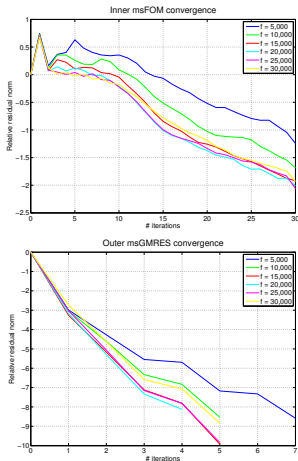 Inner msFOM convergence
1
0.5
0
-0.5
-1
-1.5
-2
-2.5
0 5 10 15 20 25 30
Relative residual norm
# iterations
f = 5,000
f = 10,000
f = 15,000
f = 20,000
f = 25,000
f = 30,000
Outer msGMRES convergence
0
-1
-2
-3
-4
-5
-6
-7
-8
-9
-10
0 1 2 3 4 5 6 7
Relative residual norm
# iterations
f = 5,000
f = 10,000
f = 15,000
f = 20,000
f = 25,000
f = 30,000